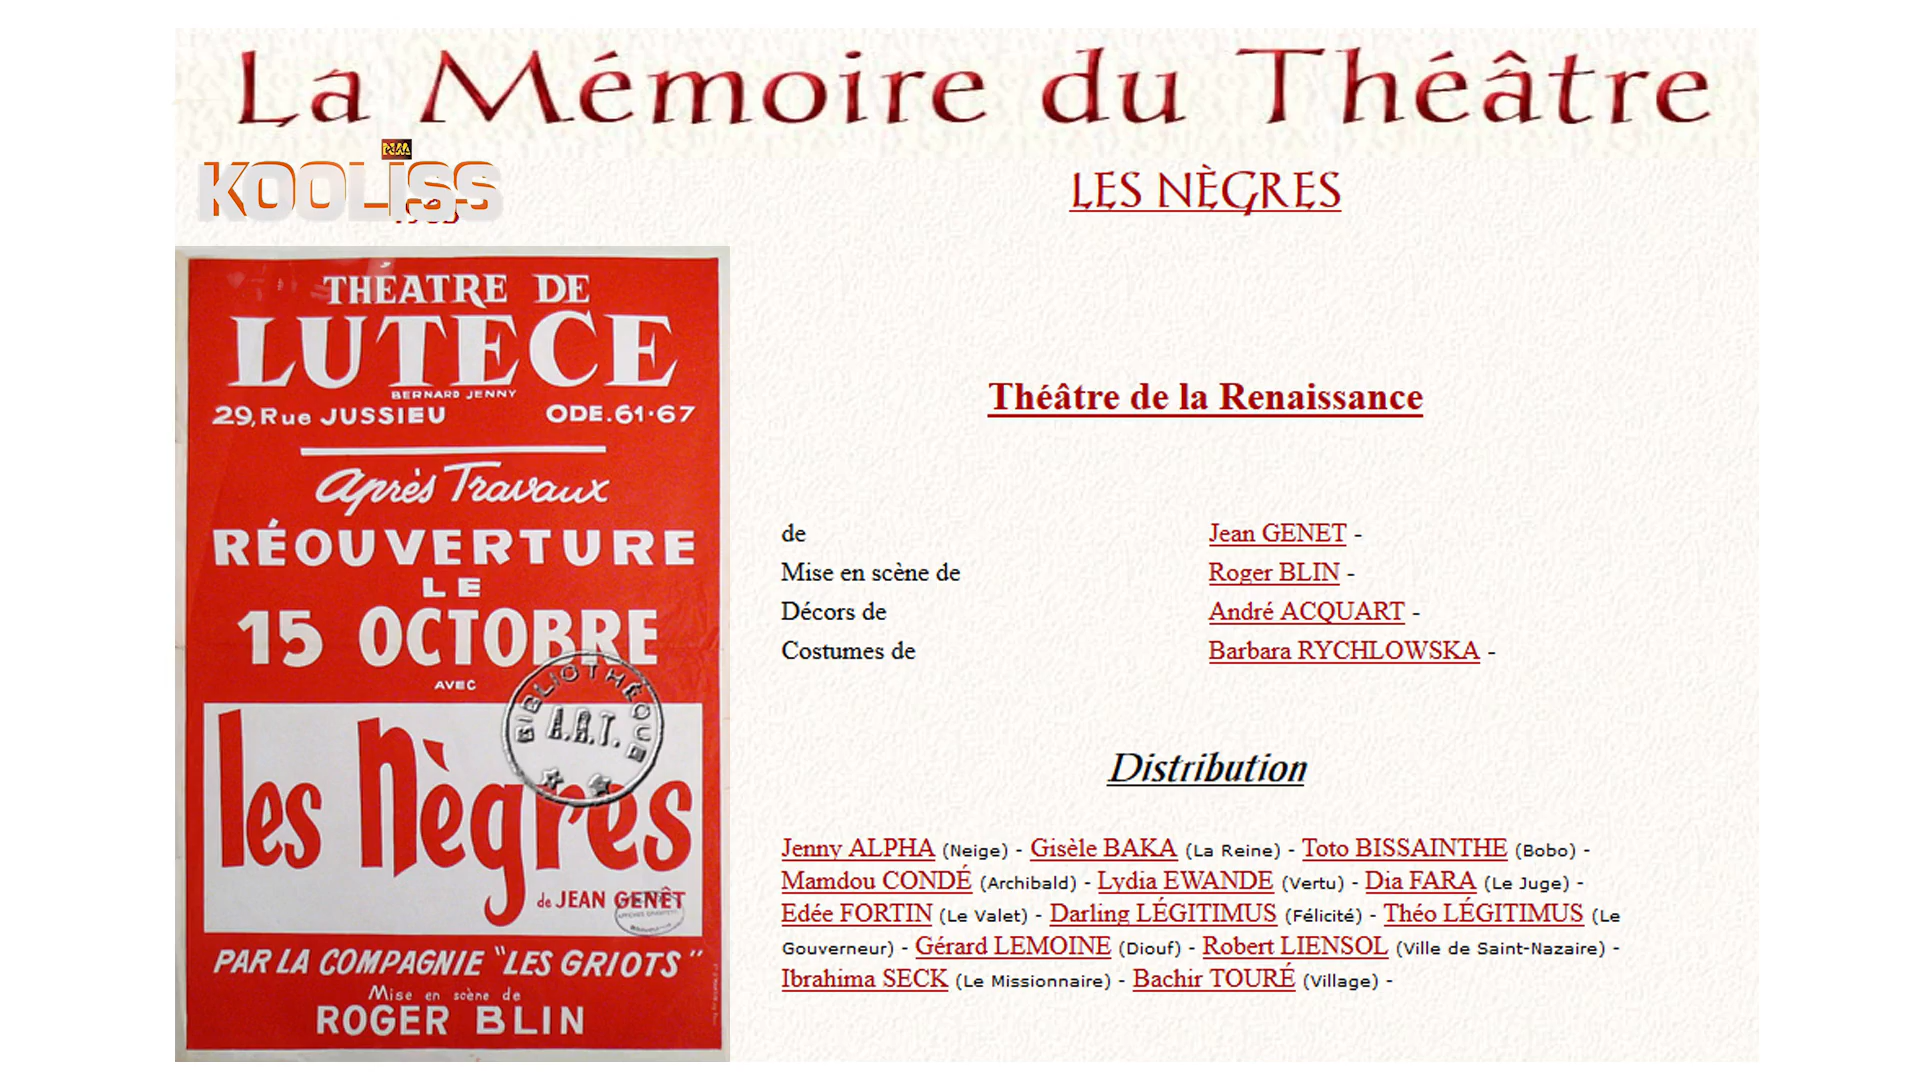 La Mémoire du Théâtre
KOOLISS
LES NÈGRES
THÉATRE DE
LUTÈCE
BERNARD JENNY
29, Rue JUSSIEU ODE.61·67
Après Travaux
RÉOUVERTURE
LE
15 OCTOBRE
AVEC
BIBLIOTHÉQUE
A.R.T.
les nègres
de JEAN GENÊT
PAR LA COMPAGNIE "LES GRIOTS"
Mise en scène de
ROGER BLIN
Théâtre de la Renaissance
de Jean GENET -
Mise en scène de Roger BLIN -
Décors de André ACQUART -
Costumes de Barbara RYCHLOWSKA -
Distribution
Jenny ALPHA (Neige) - Gisèle BAKA (La Reine) - Toto BISSAINTHE (Bobo) -
Mamdou CONDÉ (Archibald) - Lydia EWANDE (Vertu) - Dia FARA (Le Juge) -
Edée FORTIN (Le Valet) - Darling LÉGITIMUS (Félicité) - Théo LÉGITIMUS (Le
Gouverneur) - Gérard LEMOINE (Diouf) - Robert LIENSOL (Ville de Saint-Nazaire) -
Ibrahima SECK (Le Missionnaire) - Bachir TOURÉ (Village) -